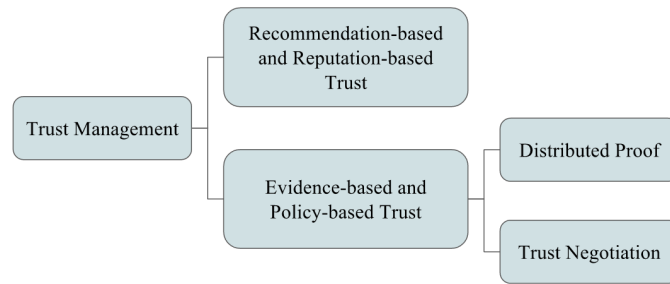 Recommendation-based
and Reputation-based
Trust
Trust Management
Distributed Proof
Evidence-based and
Policy-based Trust
Trust Negotiation